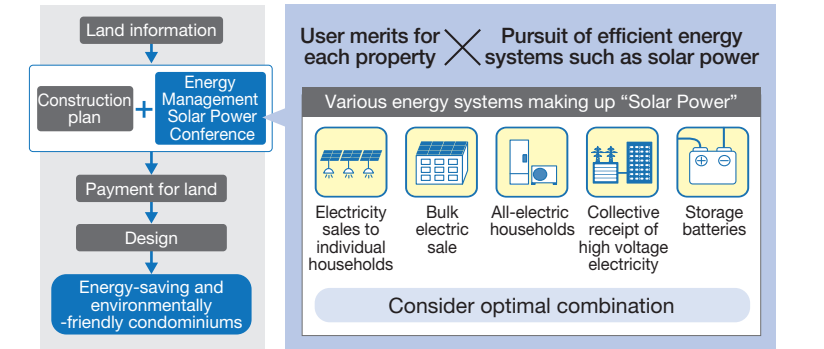 Land information
Construction
plan
+
Energy
Management
Solar Power
Conference
Payment for land
Design
Energy-saving and
environmentally
-friendly condominiums
User merits for
each property
Pursuit of efficient energy
systems such as solar power
Various energy systems making up “Solar Power”
Electricity
sales to
individual
households
Bulk
electric
sale
All-electric
households
Collective
receipt of
high voltage
electricity
Storage
batteries
Consider optimal combination